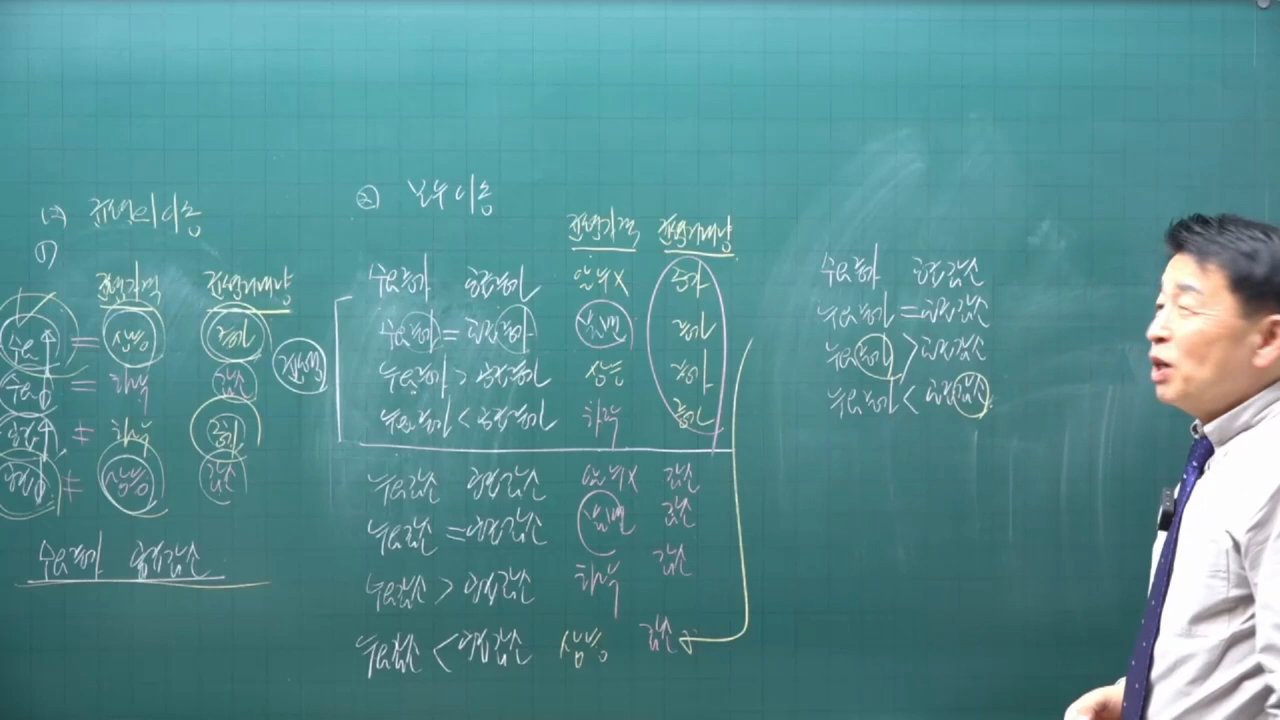 (2) 균형의 이동
①
균형가격 균형거래량
수요↑ = 상승 증가
수요↓ = 하락 감소
공급↑ ≠ 하락 증가
공급↓ ≠ 상승 감소
수요증가 공급감소
② 모두 이동
균형가격 균형거래량
수요증가 공급증가 알수X 증가
수요증가 = 공급증가 불변 증가
수요증가 > 공급증가 상승 증가
수요증가 < 공급증가 하락 증가
수요감소 공급감소 알수X 감소
수요감소 = 공급감소 불변 감소
수요감소 > 공급감소 하락 감소
수요감소 < 공급감소 상승 감소
수요증가 공급감소
수요증가 = 공급감소
수요증가 > 공급감소
수요증가 < 공급감소